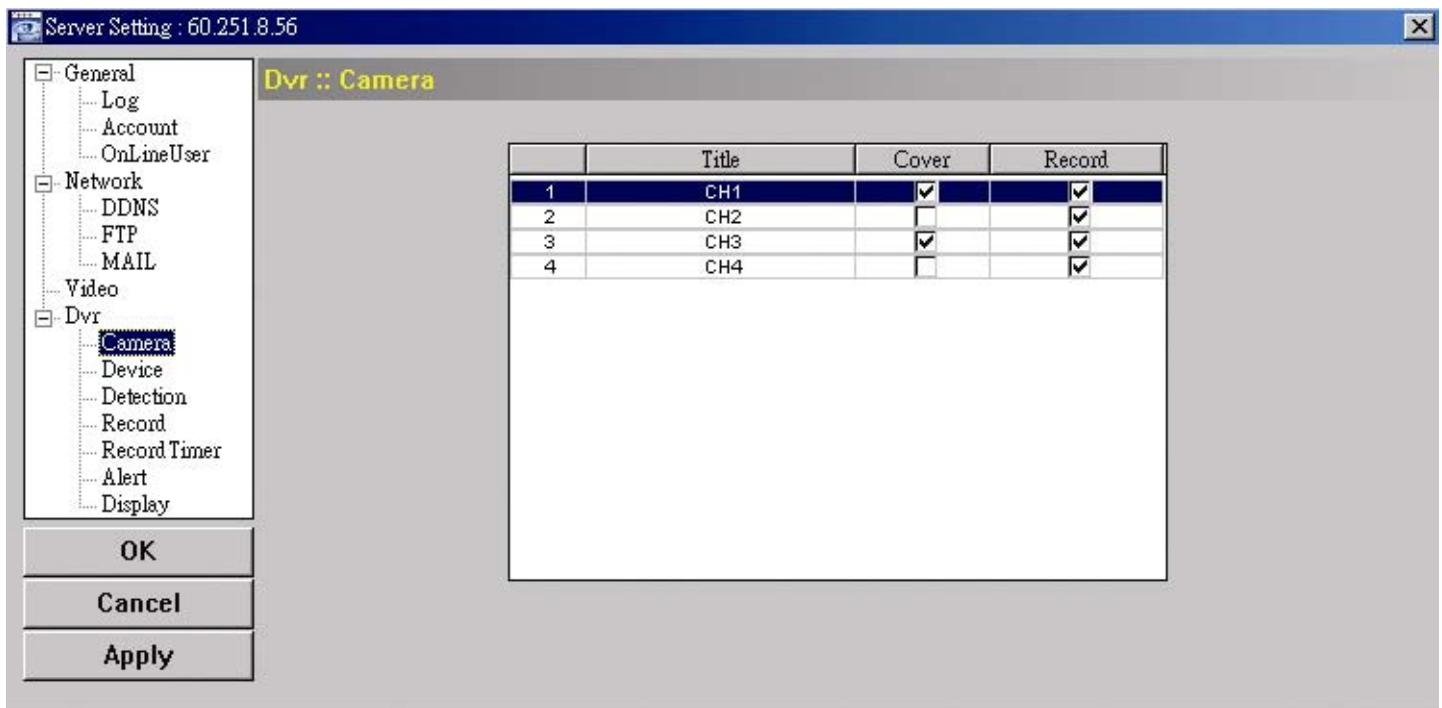 Server Setting : 60.251.8.56
General
Log
Account
OnLineUser
Network
DDNS
FTP
MAIL
Video
Dvr
Camera
Device
Detection
Record
Record Timer
Alert
Display
OK
Cancel
Apply
Dvr :: Camera
Title Cover Record
1 CH1
2 CH2
3 CH3
4 CH4